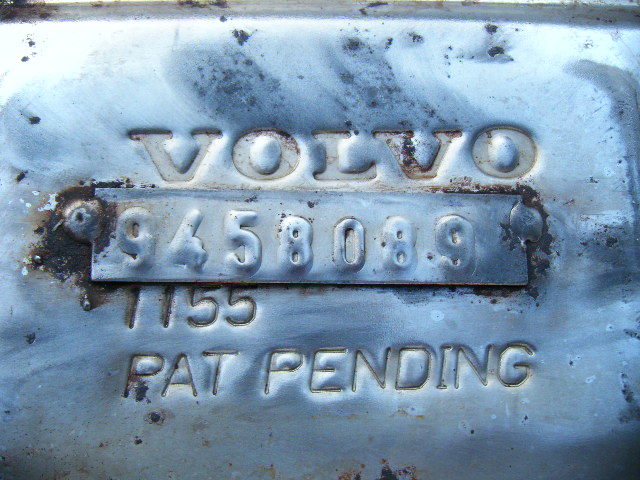 VOLVO
9458089
1155
PAT PENDING